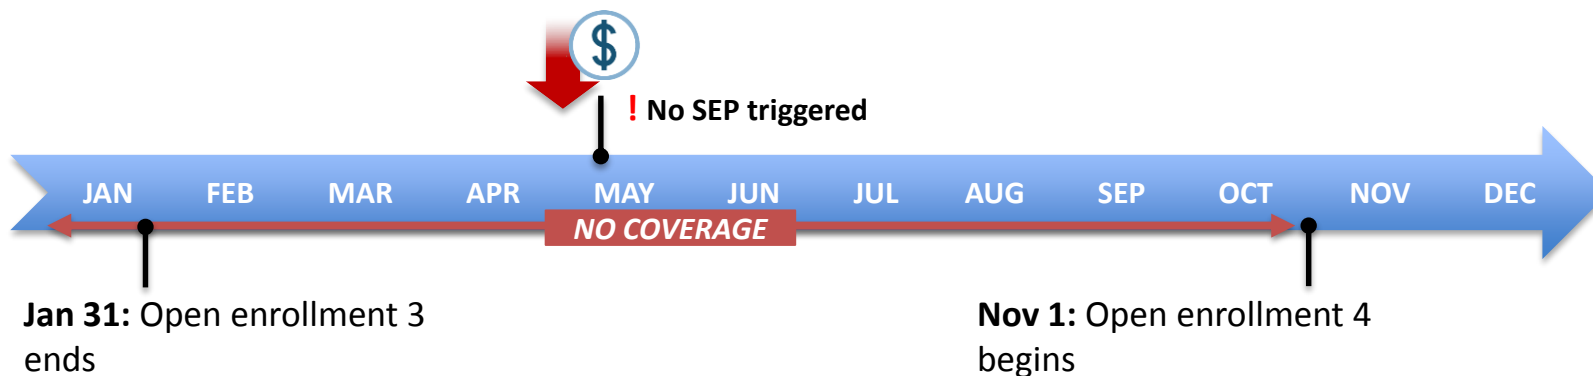 $
! No SEP triggered
JAN FEB MAR APR MAY JUN JUL AUG SEP OCT NOV DEC
NO COVERAGE
Jan 31: Open enrollment 3
ends
Nov 1: Open enrollment 4
begins